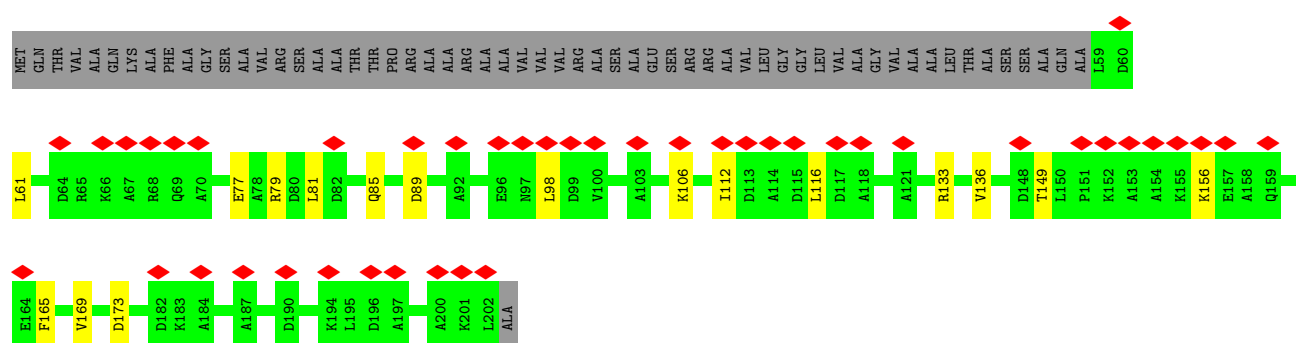 MET GLN THR VAL ALA GLN LYS ALA PHE ALA GLY SER ALA VAL ARG SER ALA ALA THR THR PRO ARG ALA ALA ARG ALA ALA VAL VAL VAL ARG ALA SER ALA GLU SER ARG ARG ALA VAL LEU GLY GLY LEU VAL ALA GLY VAL ALA ALA LEU THR ALA SER SER ALA GLN ALA L59 D60
L61 D64 R65 K66 A67 R68 Q69 A70 E77 A78 R79 D80 L81 D82 Q85 D89 A92 E96 N97 L98 D99 V100 A103 K106 I112 D113 A114 D115 L116 D117 A118 A121 R133 V136 D148 T149 L150 P151 K152 A153 A154 K155 K156 E157 A158 Q159
E164 F165 V169 D173 D182 K183 A184 A187 D190 K194 L195 D196 A197 A200 K201 L202 ALA